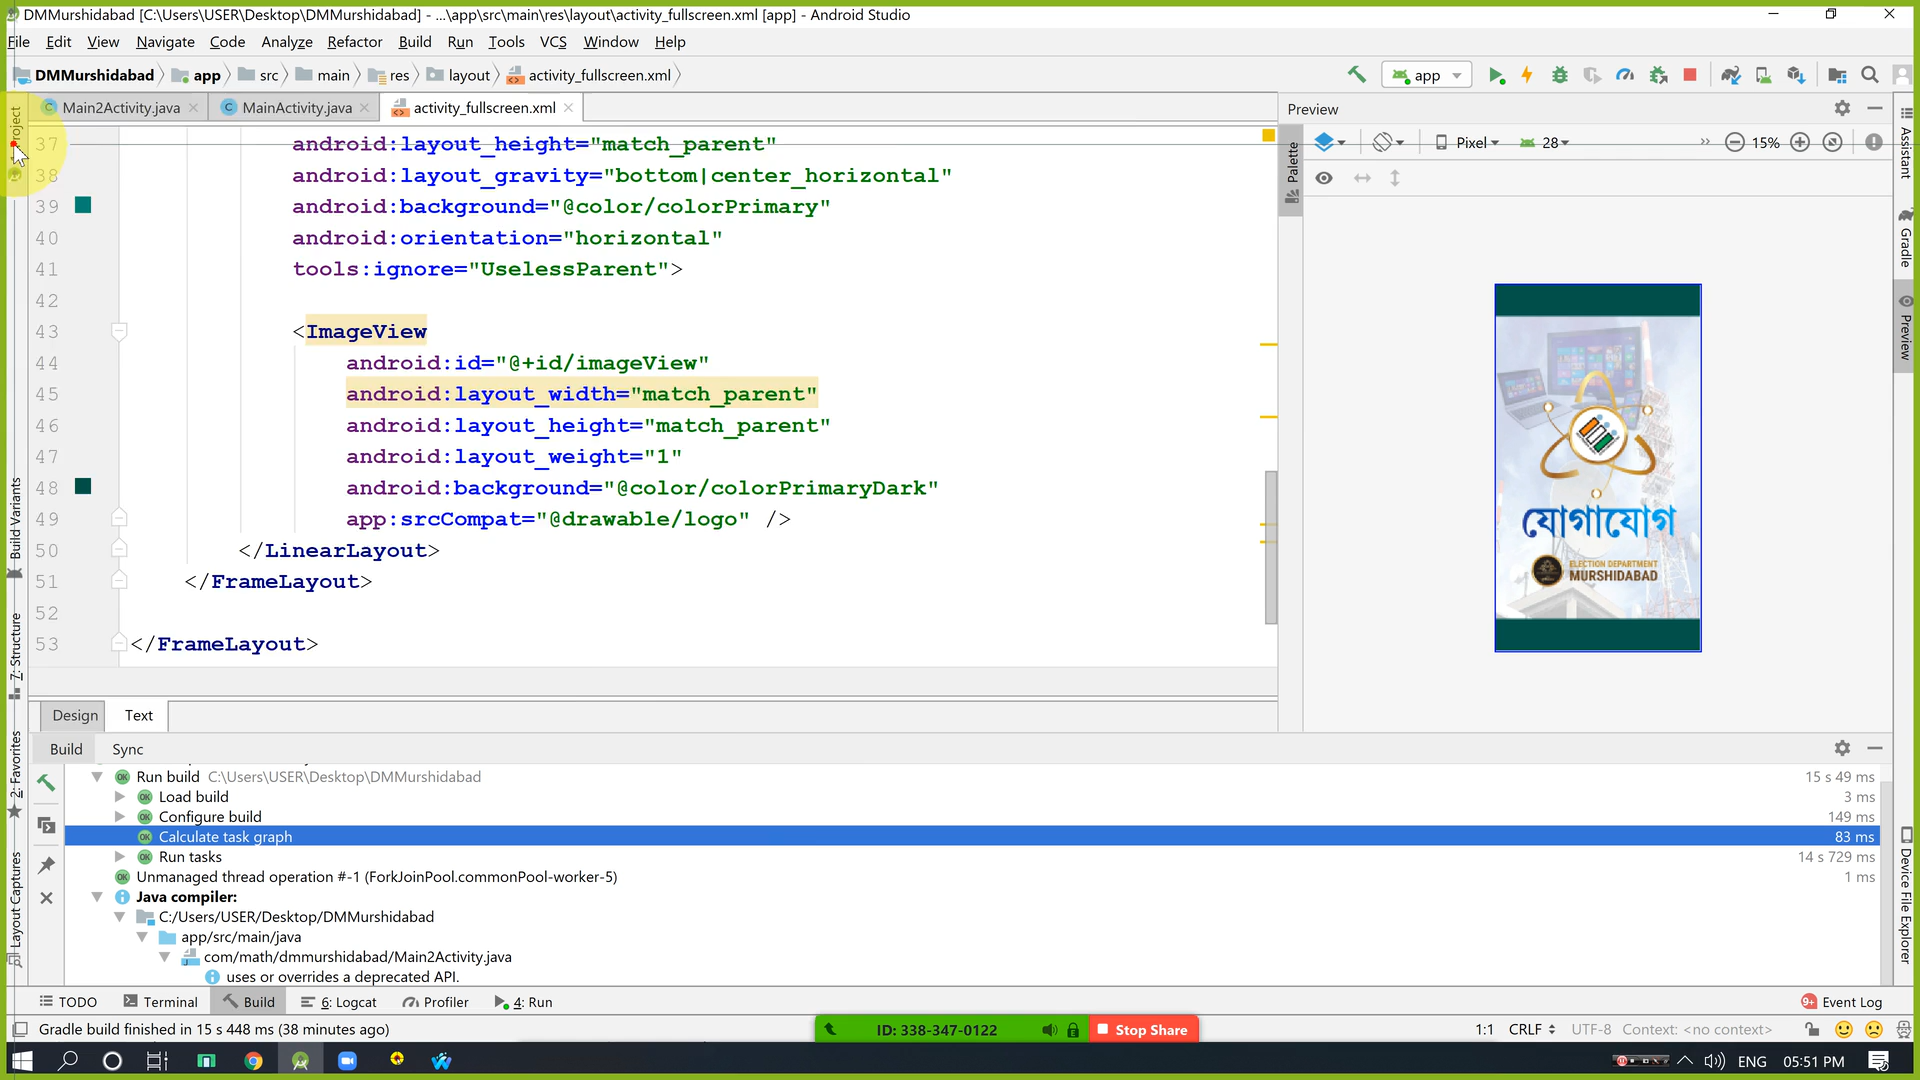 DMMurshidabad [C:\Users\USER\Desktop\DMMurshidabad] - ...\app\src\main\res\layout\activity_fullscreen.xml [app] - Android Studio
File Edit View Navigate Code Analyze Refactor Build Run Tools VCS Window Help
DMMurshidabad app src main res layout activity_fullscreen.xml
app
Main2Activity.java MainActivity.java activity_fullscreen.xml
Preview
Pixel 28 15%
Palette
Assistant
Gradle
Preview
Device File Explorer
Project
Build Variants
7: Structure
2: Favorites
Layout Captures
37 android:layout_height="match_parent"
38 android:layout_gravity="bottom|center_horizontal"
39 android:background="@color/colorPrimary"
40 android:orientation="horizontal"
41 tools:ignore="UselessParent">
42
43 <ImageView
44 android:id="@+id/imageView"
45 android:layout_width="match_parent"
46 android:layout_height="match_parent"
47 android:layout_weight="1"
48 android:background="@color/colorPrimaryDark"
49 app:srcCompat="@drawable/logo" />
50 </LinearLayout>
51 </FrameLayout>
52
53 </FrameLayout>
যোগাযোগ
ELECTION DEPARTMENT
MURSHIDABAD
Design Text
Build Sync
Run build C:\Users\USER\Desktop\DMMurshidabad 15 s 49 ms
Load build 3 ms
Configure build 149 ms
Calculate task graph 83 ms
Run tasks 14 s 729 ms
Unmanaged thread operation #-1 (ForkJoinPool.commonPool-worker-5) 1 ms
Java compiler:
C:/Users/USER/Desktop/DMMurshidabad
app/src/main/java
com/math/dmmurshidabad/Main2Activity.java
uses or overrides a deprecated API.
TODO Terminal Build 6: Logcat Profiler 4: Run 9+ Event Log
Gradle build finished in 15 s 448 ms (38 minutes ago)
ID: 338-347-0122 Stop Share
1:1 CRLF UTF-8 Context: <no context>
ENG 05:51 PM